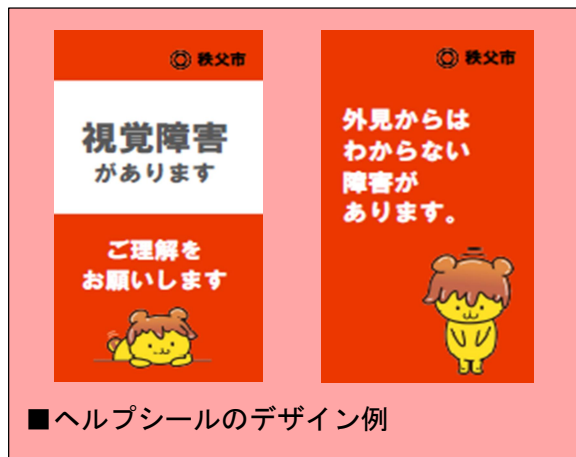 秩父市
視覚障害
があります
ご理解を
お願いします
秩父市
外見からは
わからない
障害が
あります。
■ヘルプシールのデザイン例